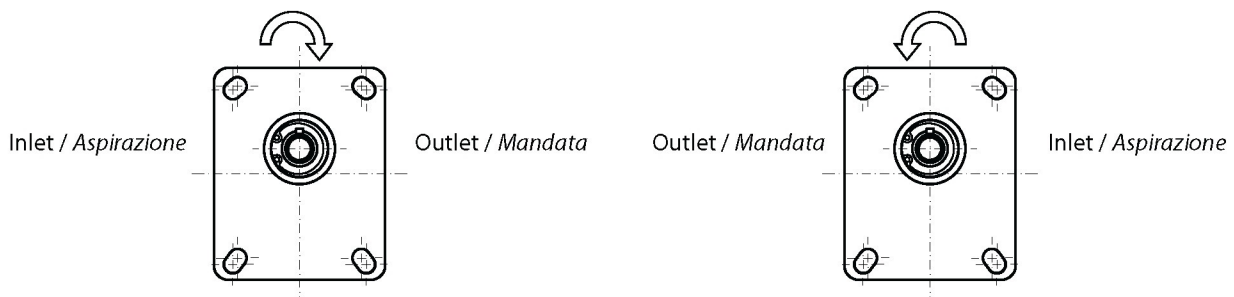 Inlet / Aspirazione
Outlet / Mandata
Outlet / Mandata
Inlet / Aspirazione